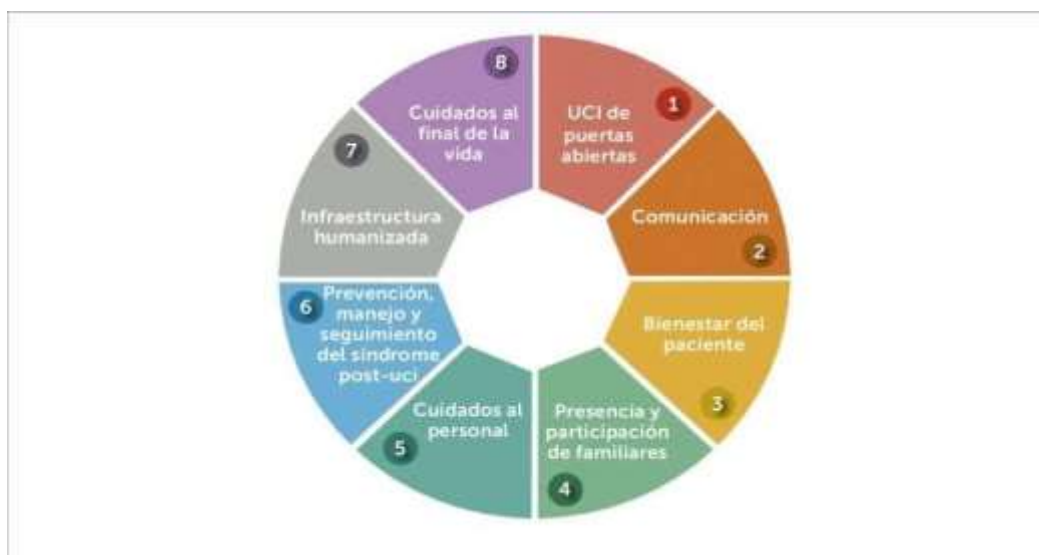 1
UCI de
puertas
abiertas
Comunicación
2
Bienestar del
paciente
3
Presencia y
participación
de familiares
4
Cuidados al
personal
5
6
Prevención,
manejo y
seguimiento
del síndrome
post-uci
7
Infraestructura
humanizada
8
Cuidados al
final de la
vida